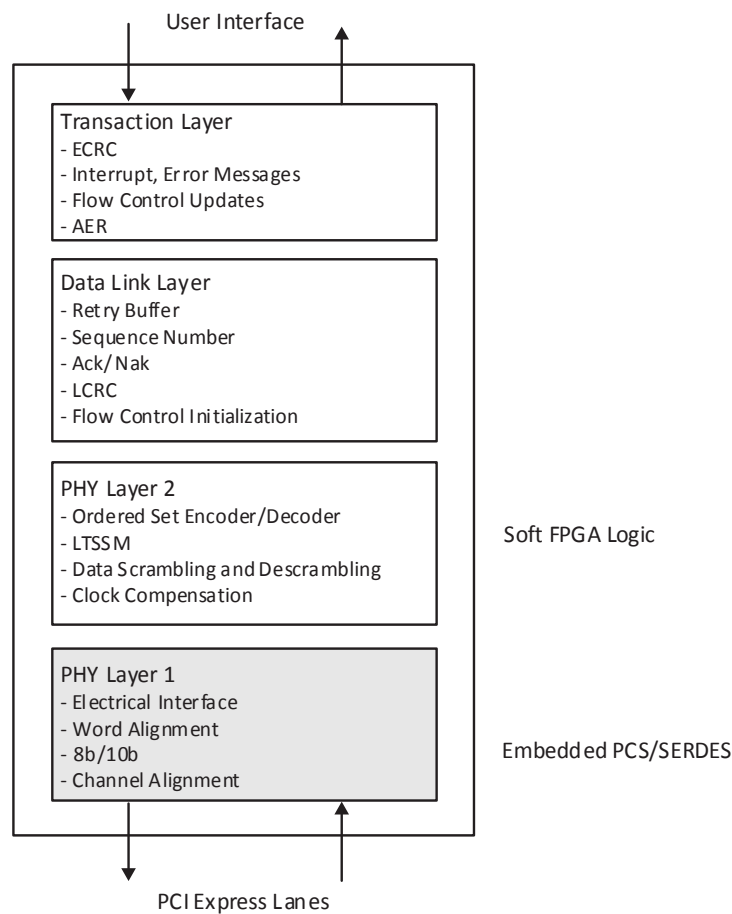 User Interface
Transaction Layer
- ECRC
- Interrupt, Error Messages
- Flow Control Updates
- AER
Data Link Layer
- Retry Buffer
- Sequence Number
- Ack/Nak
- LCRC
- Flow Control Initialization
PHY Layer 2
- Ordered Set Encoder/Decoder
- LTSSM
- Data Scrambling and Descrambling
- Clock Compensation
Soft FPGA Logic
PHY Layer 1
- Electrical Interface
- Word Alignment
- 8b/10b
- Channel Alignment
Embedded PCS/SERDES
PCI Express Lanes